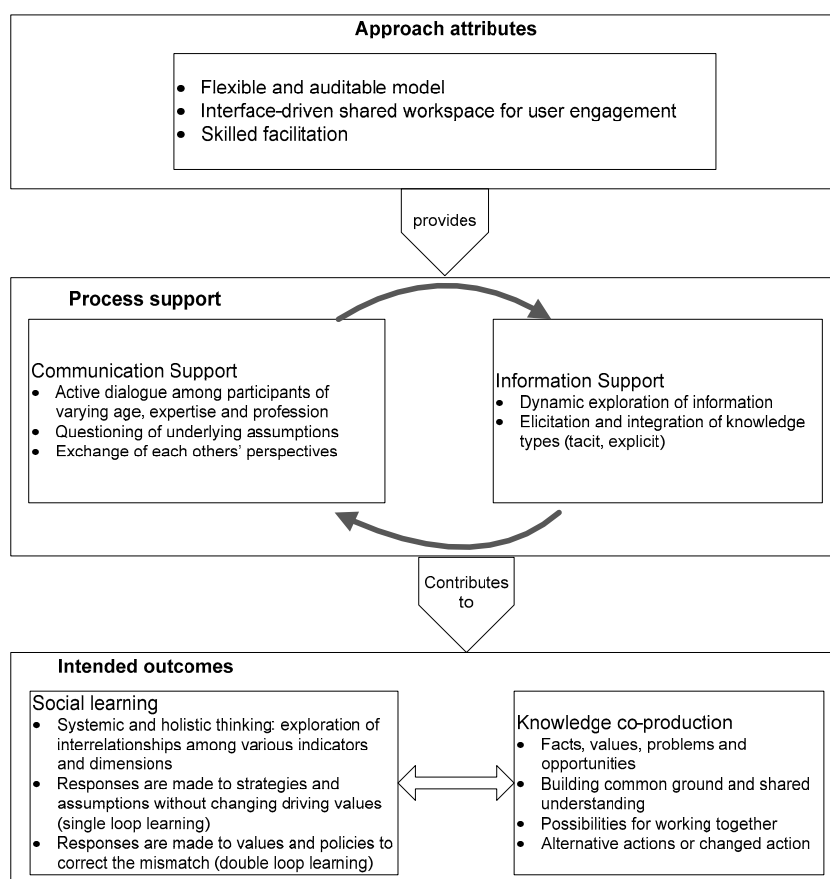 Approach attributes
• Flexible and auditable model
• Interface-driven shared workspace for user engagement
• Skilled facilitation
provides
Process support
Communication Support
• Active dialogue among participants of
varying age, expertise and profession
• Questioning of underlying assumptions
• Exchange of each others’ perspectives
Information Support
• Dynamic exploration of information
• Elicitation and integration of knowledge
types (tacit, explicit)
Contributes
to
Intended outcomes
Social learning
• Systemic and holistic thinking: exploration of
interrelationships among various indicators
and dimensions
• Responses are made to strategies and
assumptions without changing driving values
(single loop learning)
• Responses are made to values and policies to
correct the mismatch (double loop learning)
Knowledge co-production
• Facts, values, problems and
opportunities
• Building common ground and shared
understanding
• Possibilities for working together
• Alternative actions or changed action